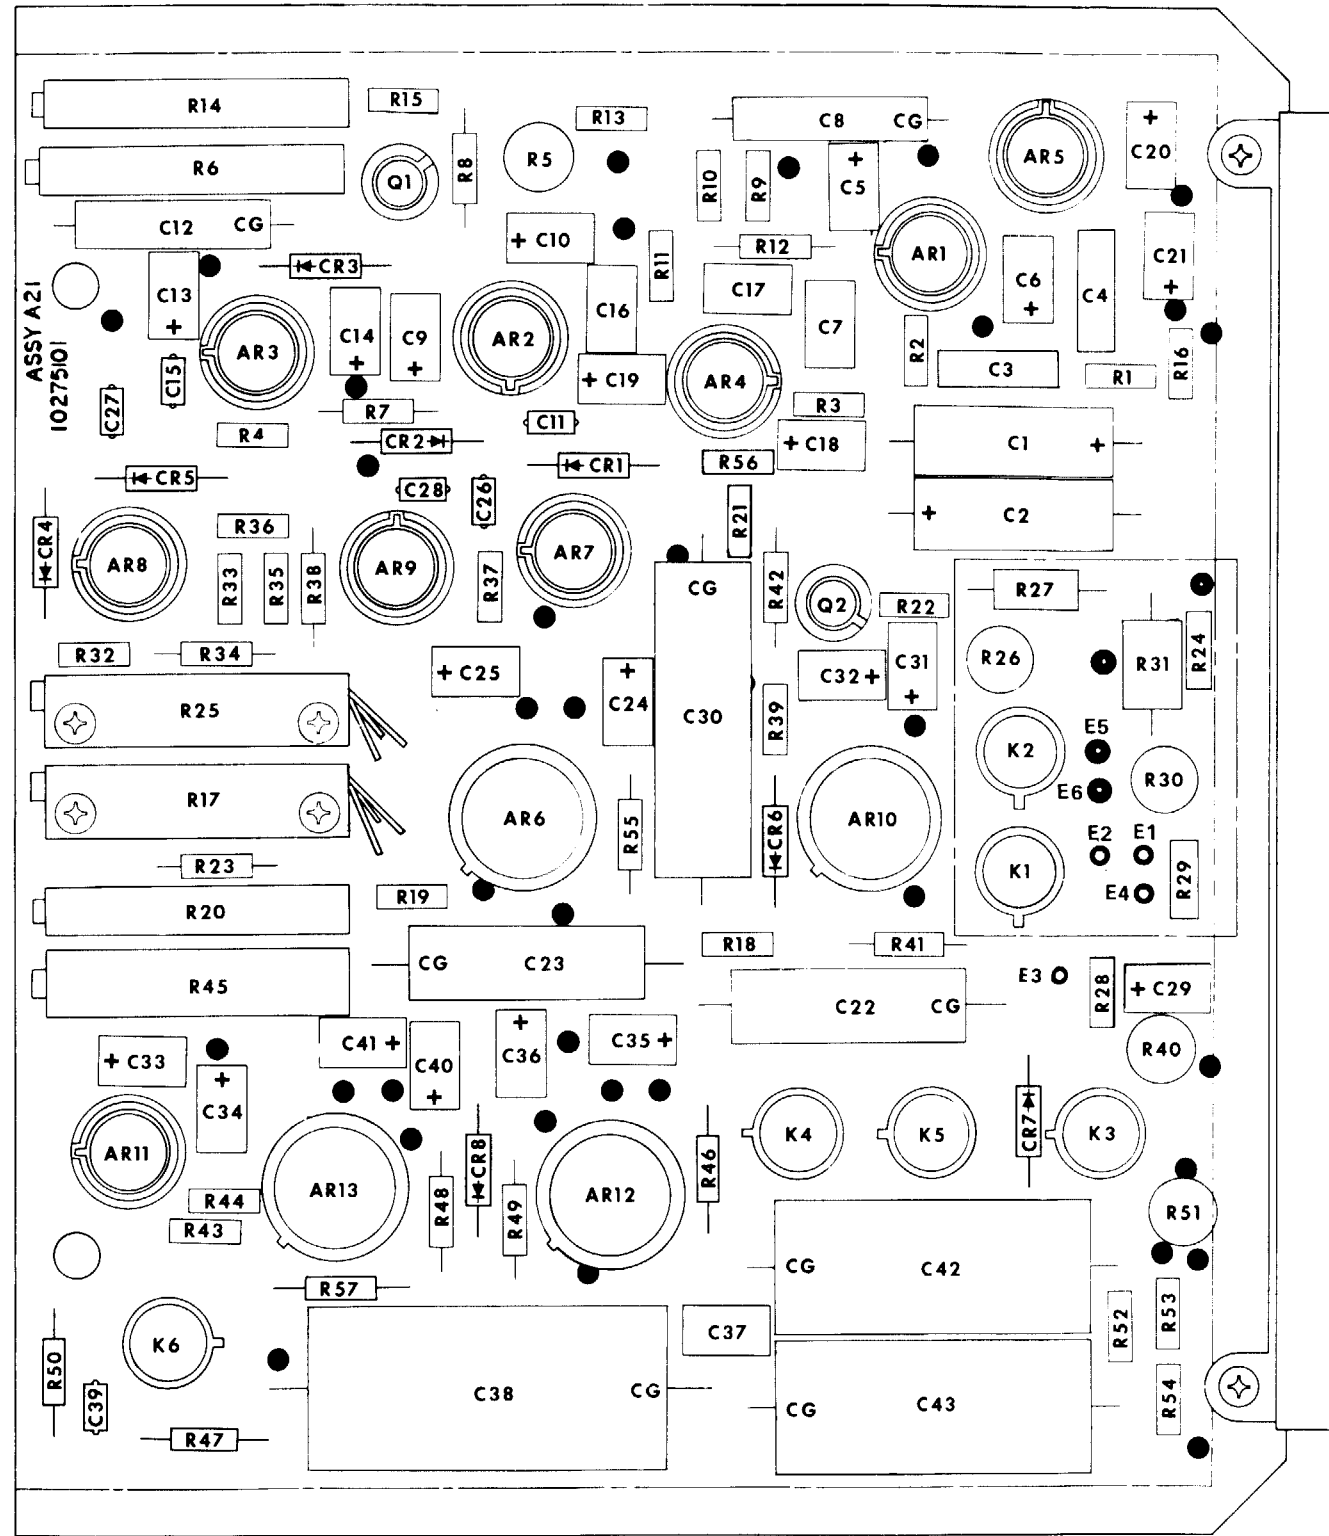 R14
R15
R13
C8 CG
AR5
+
C20
R6
Q1
R8
R5
R10
R9
+
C5
C12 CG
+ C10
R11
R12
AR1
C6
+
C4
C21
+
ASSY A21
10275101
C13
+
CR3
C16
C17
C7
AR3
C14
+
C9
+
AR2
+ C19
AR4
R2
C3
R1
R16
C27
C15
R7
C11
R3
R4
CR2
+ C18
C1 +
CR5
C28
C26
CR1
R56
R21
+ C2
CR4
AR8
R36
R33
R35
R38
AR9
R37
AR7
CG
C30
R42
Q2
R22
R27
R32
R34
+ C25
+
C24
R39
C32 +
C31
+
R26
R31
R24
R25
K2
E5
R30
R17
AR6
R55
CR6
AR10
E6
E2 E1
R23
K1
E4
R29
R20
R19
R18
R41
R45
CG C23
C22 CG
E3
R28
+ C29
R40
+ C33
+
C34
C41 +
C40
+
+
C36
C35 +
AR11
AR13
CR8
R48
R49
AR12
R46
K4
K5
CR7
K3
R44
R43
R51
R57
CG C42
R52
R53
K6
C37
R50
C39
C38 CG
CG C43
R54
R47